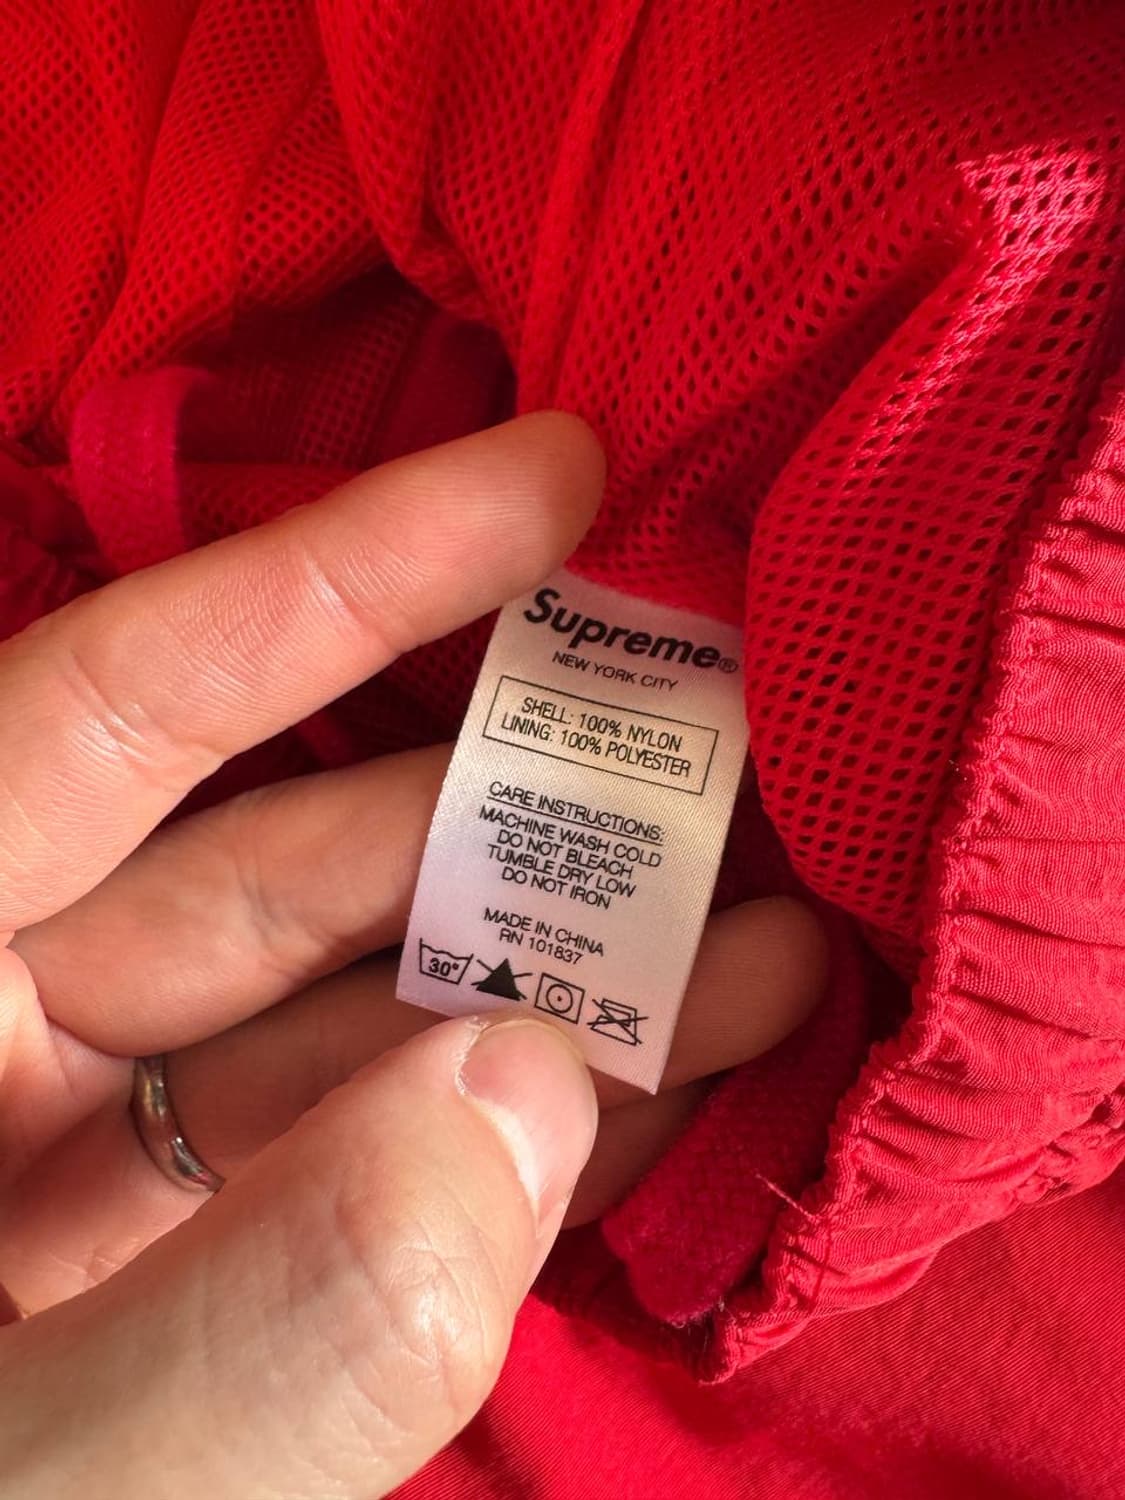 Supreme®
NEW YORK CITY
SHELL: 100% NYLON
LINING: 100% POLYESTER
CARE INSTRUCTIONS:
MACHINE WASH COLD
DO NOT BLEACH
TUMBLE DRY LOW
DO NOT IRON
MADE IN CHINA
RN 101837
30°